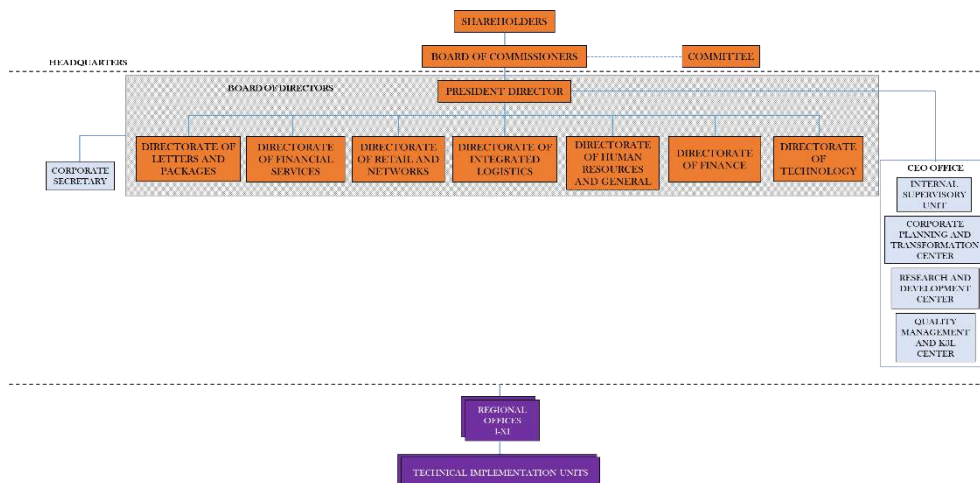 SHAREHOLDERS
BOARD OF COMMISSIONERS
COMMITTEE
HEADQUARTERS
BOARD OF DIRECTORS
PRESIDENT DIRECTOR
DIRECTORATE OF
LETTERS AND
PACKAGES
DIRECTORATE
OF FINANCIAL
SERVICES
DIRECTORATE
OF RETAIL AND
NETWORKS
DIRECTORATE OF
INTEGRATED
LOGISTICS
DIRECTORATE
OF HUMAN
RESOURCES
AND GENERAL
DIRECTORATE
OF FINANCE
DIRECTORATE
OF
TECHNOLOGY
CORPORATE
SECRETARY
CEO OFFICE
INTERNAL
SUPERVISORY
UNIT
CORPORATE
PLANNING AND
TRANSFORMATION
CENTER
RESEARCH AND
DEVELOPMENT
CENTER
QUALITY
MANAGEMENT
AND KJL
CENTER
REGIONAL
OFFICES
I-XI
TECHNICAL IMPLEMENTATION UNITS